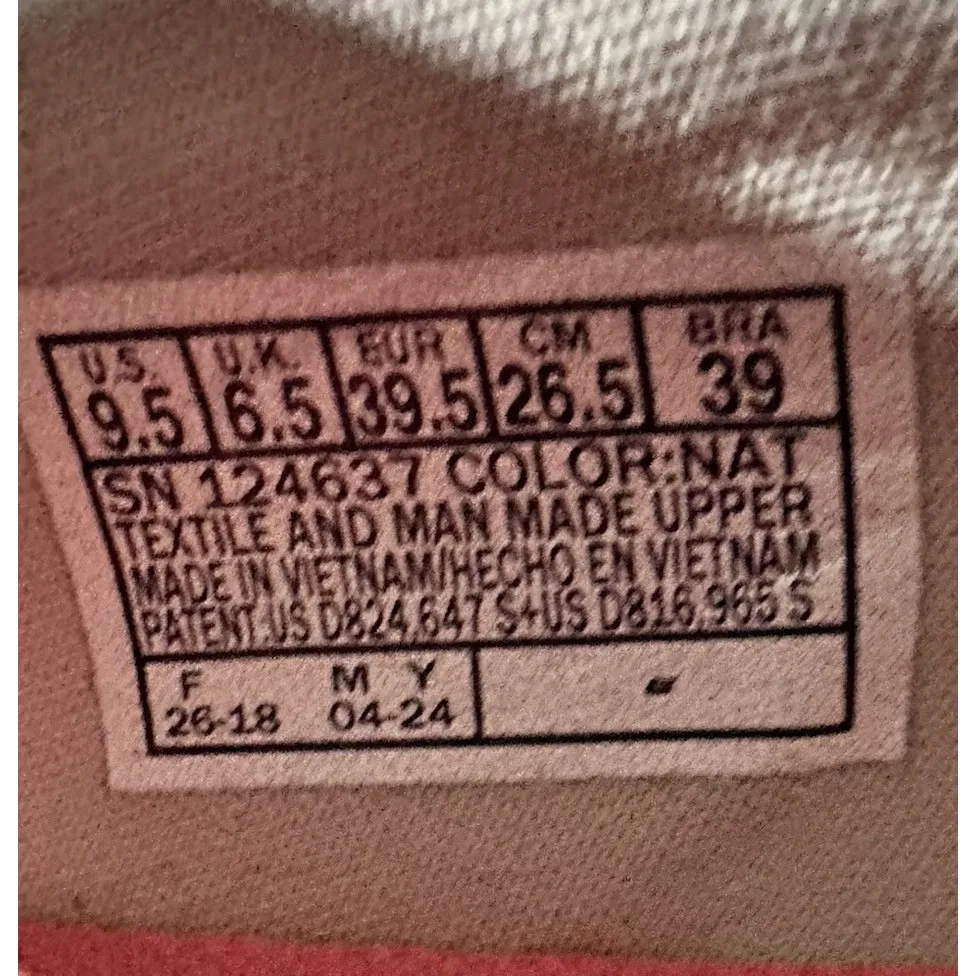 U.S. U.K. EUR CM BRA
9.5 6.5 39.5 26.5 39
SN 124637 COLOR:NAT
TEXTILE AND MAN MADE UPPER
MADE IN VIETNAM/HECHO EN VIETNAM
PATENT:US D824,647 S+US D816,965 S
F M Y
26-18 04-24 -